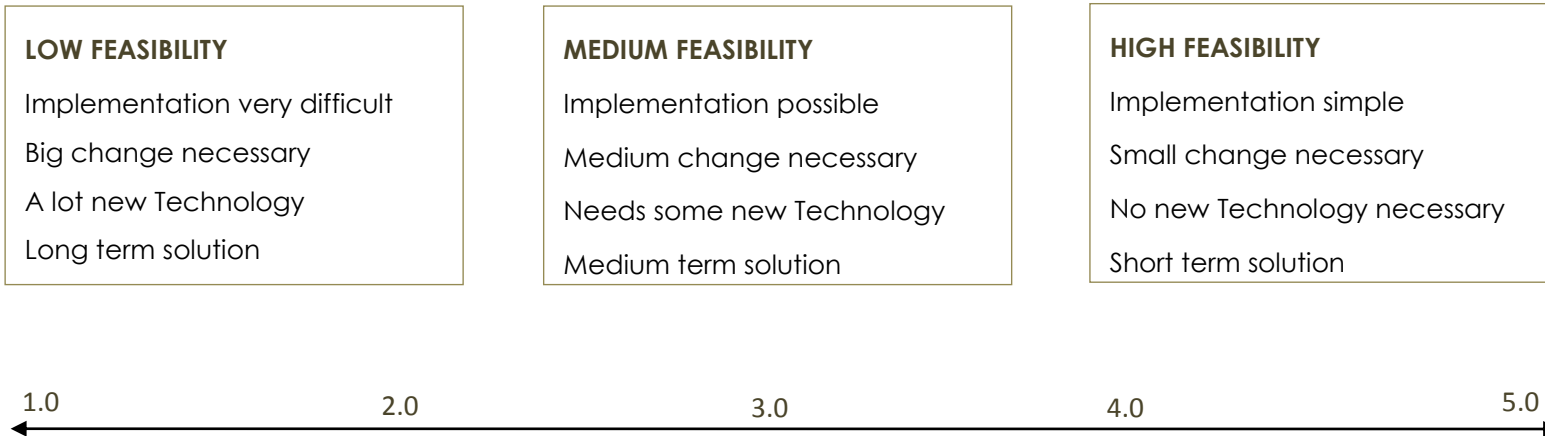 LOW FEASIBILITY
Implementation very difficult
Big change necessary
A lot new Technology
Long term solution
MEDIUM FEASIBILITY
Implementation possible
Medium change necessary
Needs some new Technology
Medium term solution
HIGH FEASIBILITY
Implementation simple
Small change necessary
No new Technology necessary
Short term solution
1.0 2.0 3.0 4.0 5.0